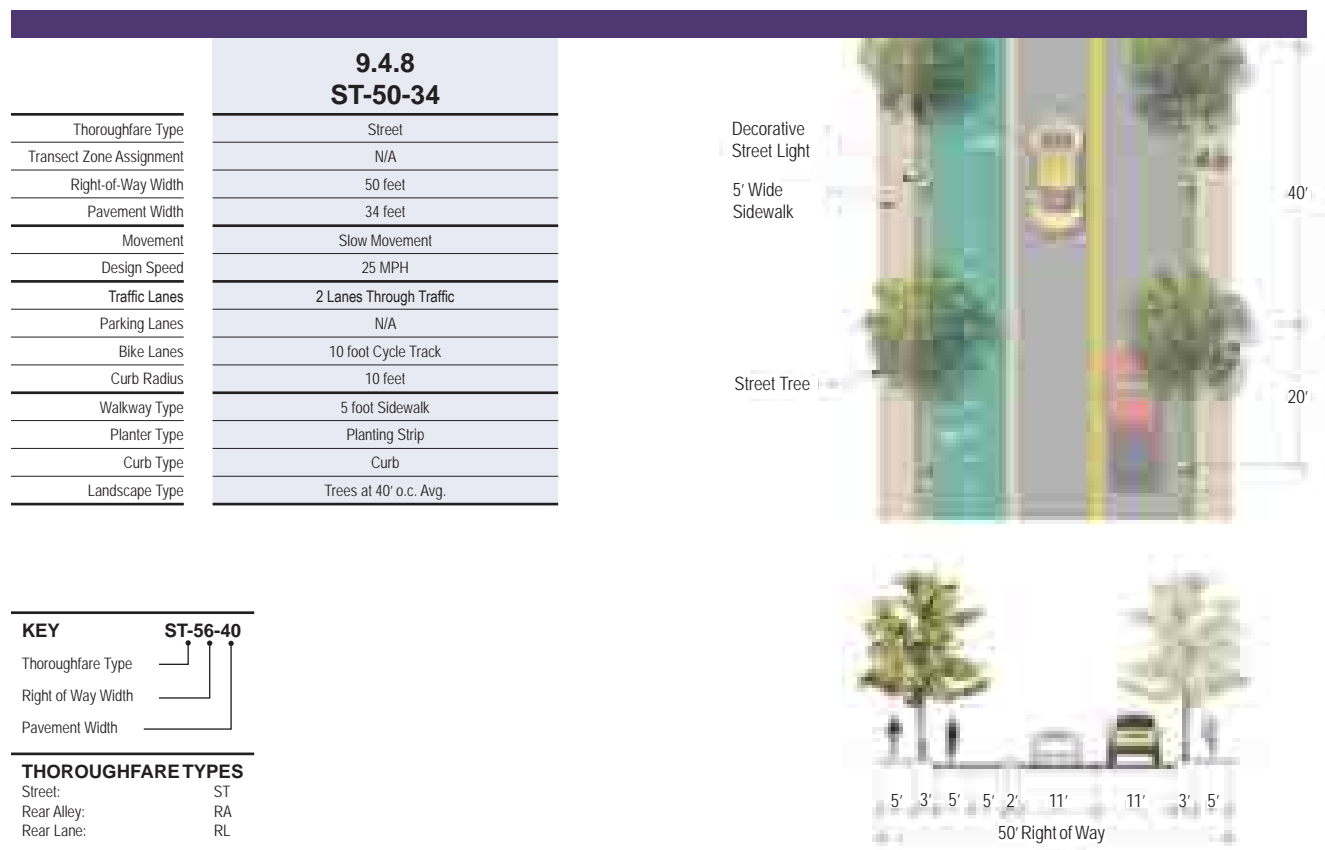 9.4.8
ST-50-34
Thoroughfare Type Street
Transect Zone Assignment N/A
Right-of-Way Width 50 feet
Pavement Width 34 feet
Movement Slow Movement
Design Speed 25 MPH
Traffic Lanes 2 Lanes Through Traffic
Parking Lanes N/A
Bike Lanes 10 foot Cycle Track
Curb Radius 10 feet
Walkway Type 5 foot Sidewalk
Planter Type Planting Strip
Curb Type Curb
Landscape Type Trees at 40' o.c. Avg.
KEY ST-56-40
Thoroughfare Type
Right of Way Width
Pavement Width
THOROUGHFARE TYPES
Street: ST
Rear Alley: RA
Rear Lane: RL
Decorative
Street Light
5' Wide
Sidewalk
Street Tree
40'
20'
5' 3' 5' 5' 2' 11' 11' 3' 5'
50' Right of Way